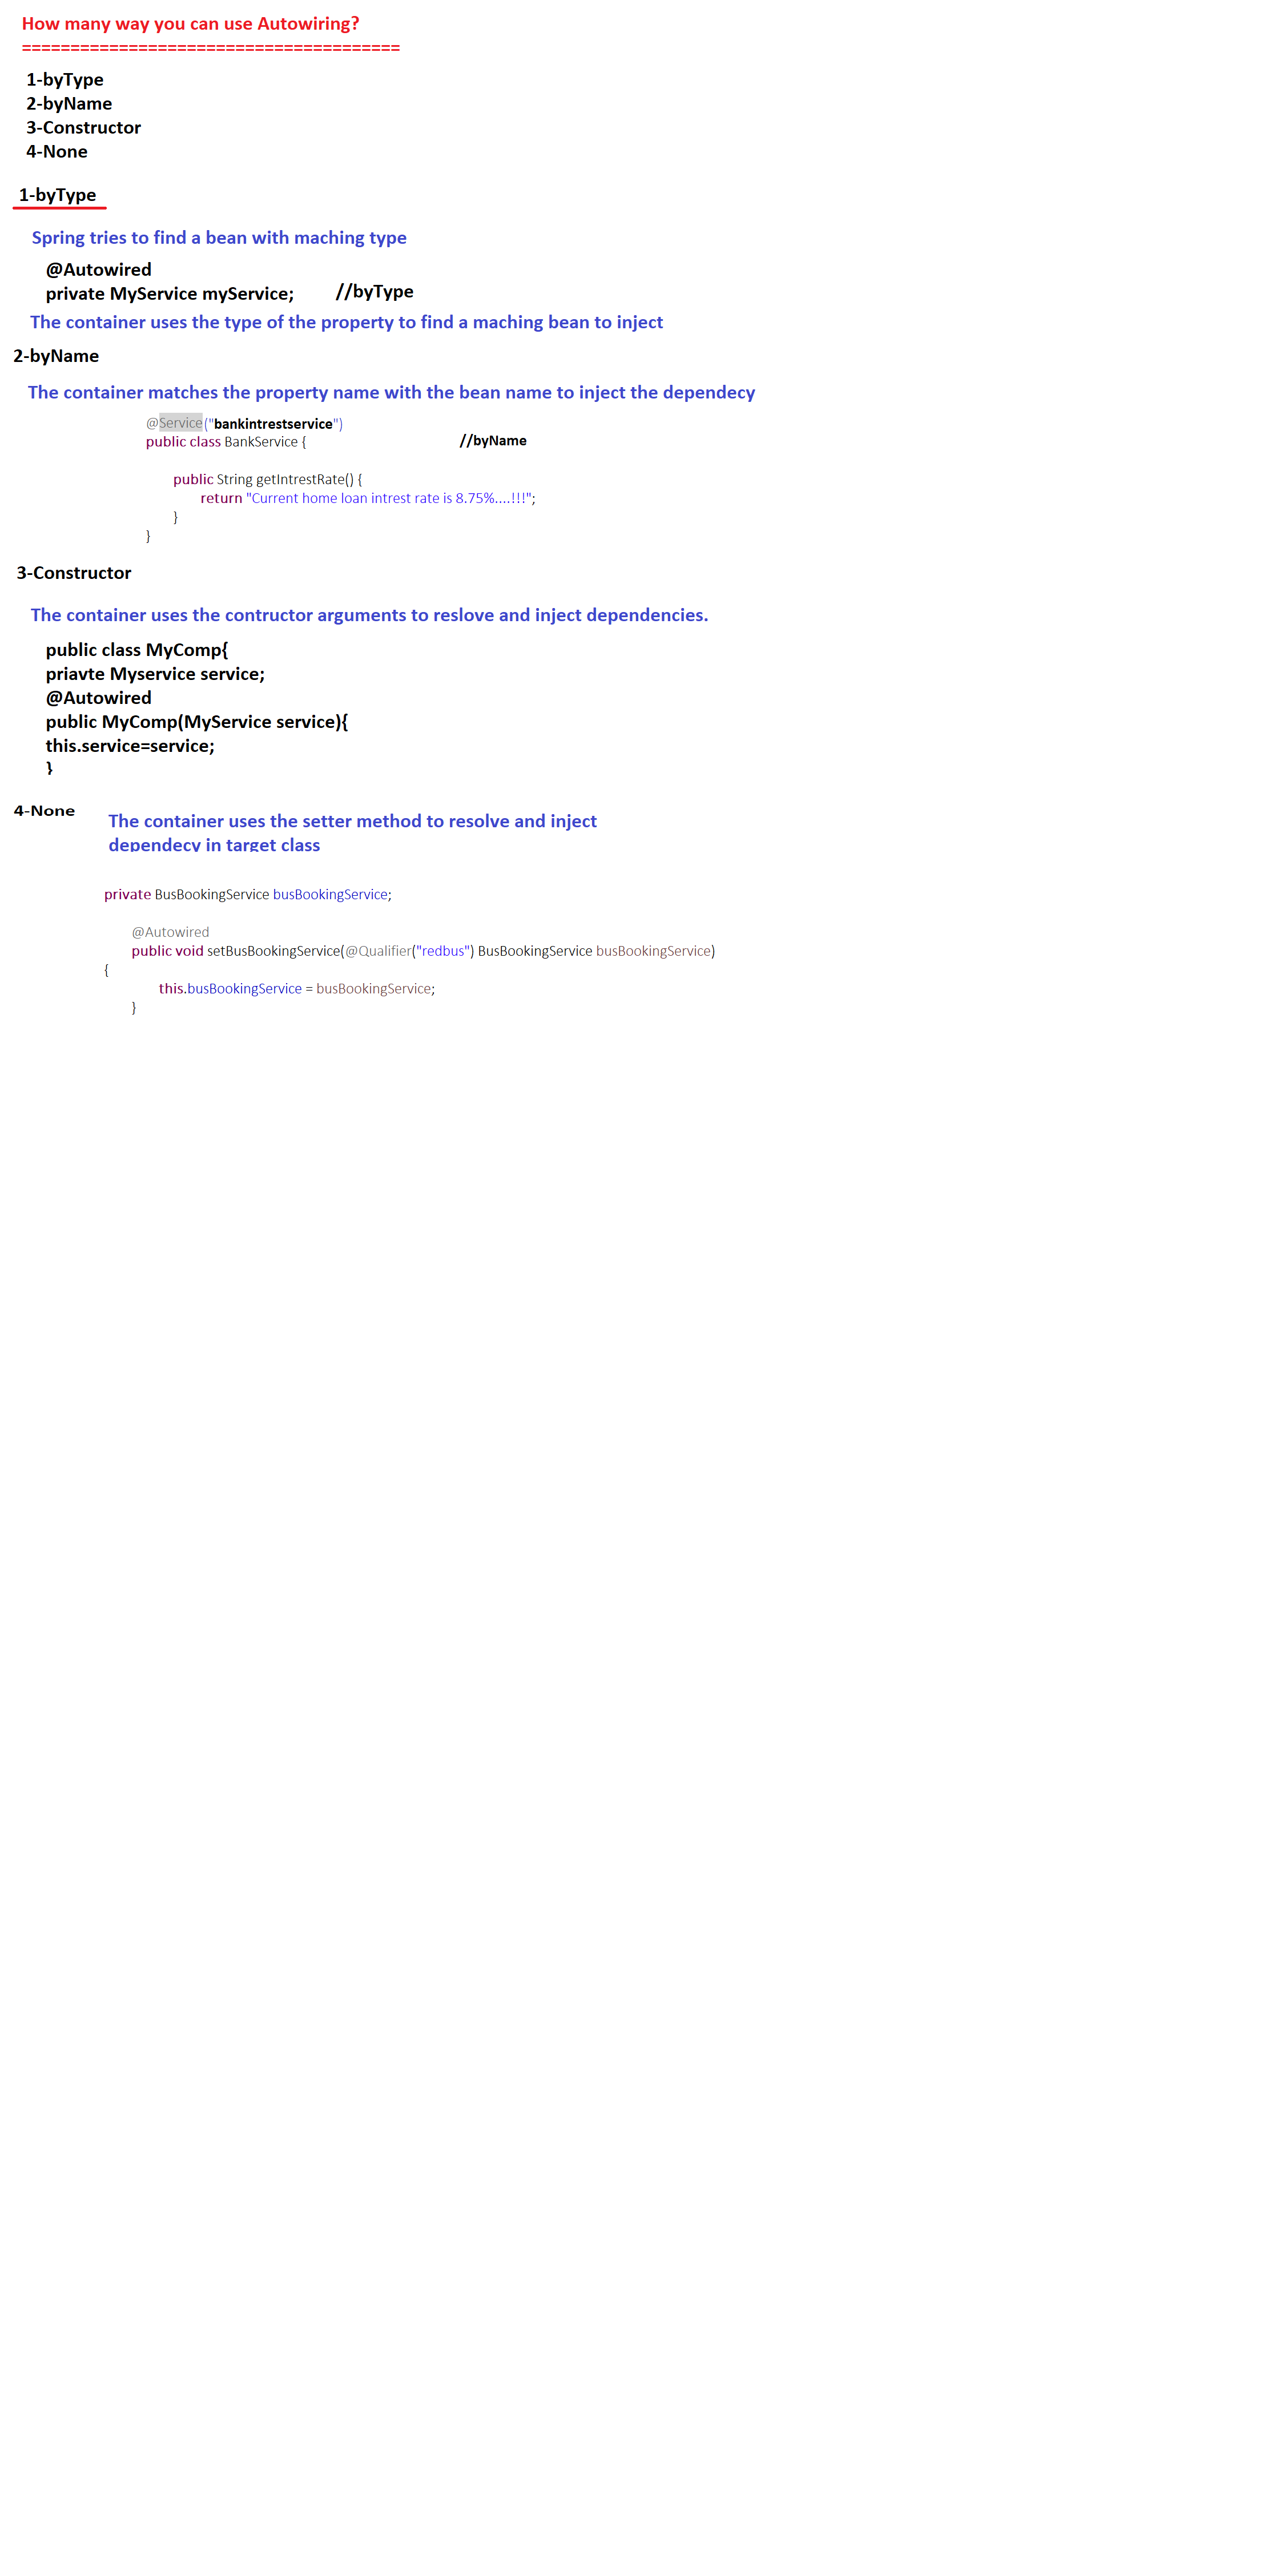 How many way you can use Autowiring?
=======================================
1-byType
2-byName
3-Constructor
4-None
1-byType
Spring tries to find a bean with maching type
@Autowired
private MyService myService; //byType
The container uses the type of the property to find a maching bean to inject
2-byName
The container matches the property name with the bean name to inject the dependecy
@Service("bankintrestservice")
public class BankService { //byName
public String getIntrestRate() {
return "Current home loan intrest rate is 8.75%....!!!";
}
}
3-Constructor
The container uses the contructor arguments to reslove and inject dependencies.
public class MyComp{
priavte Myservice service;
@Autowired
public MyComp(MyService service){
this.service=service;
}
4-None
The container uses the setter method to resolve and inject
dependecy in target class
private BusBookingService busBookingService;
@Autowired
public void setBusBookingService(@Qualifier("redbus") BusBookingService busBookingService)
{
this.busBookingService = busBookingService;
}